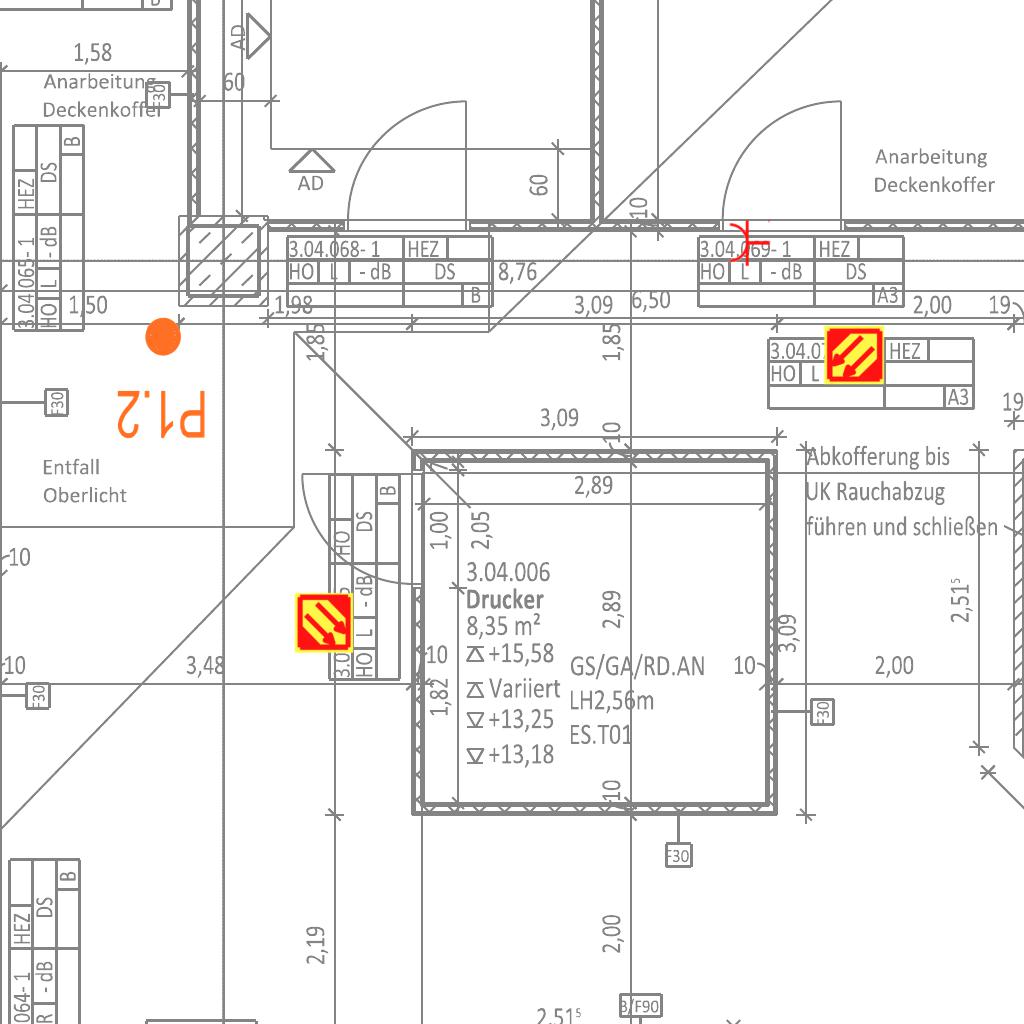 B
AD
1,58
Anarbeitung
Deckenkoffer
F30
60
B
DS
HEZ
AD
60
10
Anarbeitung
Deckenkoffer
3.04.065- 1
- dB
HO
L
3.04.068- 1
HEZ
HO
L
- dB
DS
B
8,76
3.04.069- 1
HEZ
HO
L
- dB
DS
A3
1,50
1,98
3,09
6,50
2,00
19
1,85
1,85
3.04.07
HEZ
HO
L
A3
F30
P1.2
19
3,09
10
Entfall
Oberlicht
B
DS
HO
- dB
L
HO
7
2,89
Abkofferung bis
UK Rauchabzug
führen und schließen
1,00
2,05
10
3.04.006
Drucker
8,35 m²
+15,58
Variiert
+13,25
+13,18
2,89
GS/GA/RD.AN
LH2,56m
ES.T01
3,09
2,51⁵
10
3,48
10
1,82
10
2,00
F30
F30
10
F30
B
DS
HEZ
064- 1
- dB
R
2,19
2,00
B/F90
2,51⁵